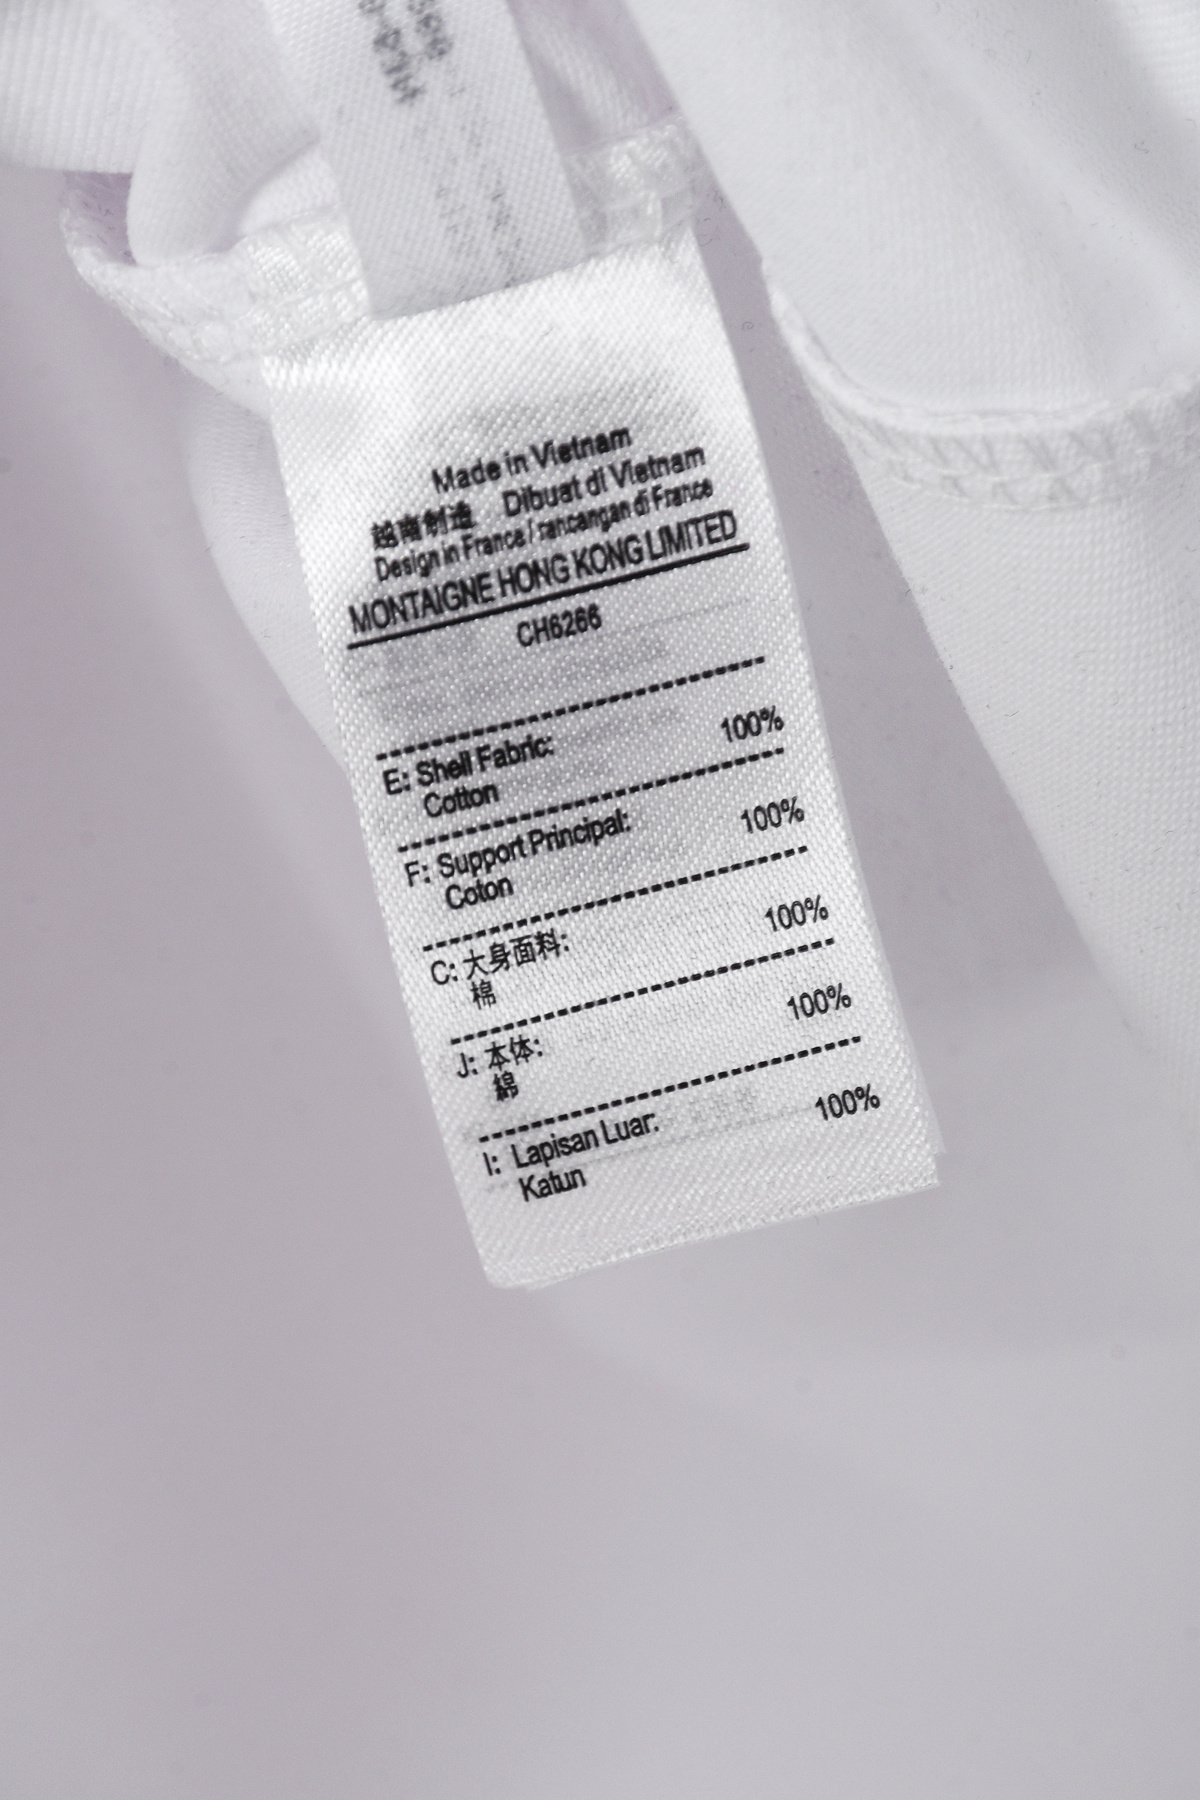 Made in Vietnam
越南制造 Dibuat di Vietnam
Design in France / rancangan di France
MONTAIGNE HONG KONG LIMITED
CH6266
E: Shell Fabric:
Cotton 100%
F: Support Principal:
Coton 100%
C: 大身面料:
棉 100%
J: 本体:
綿 100%
I: Lapisan Luar:
Katun 100%